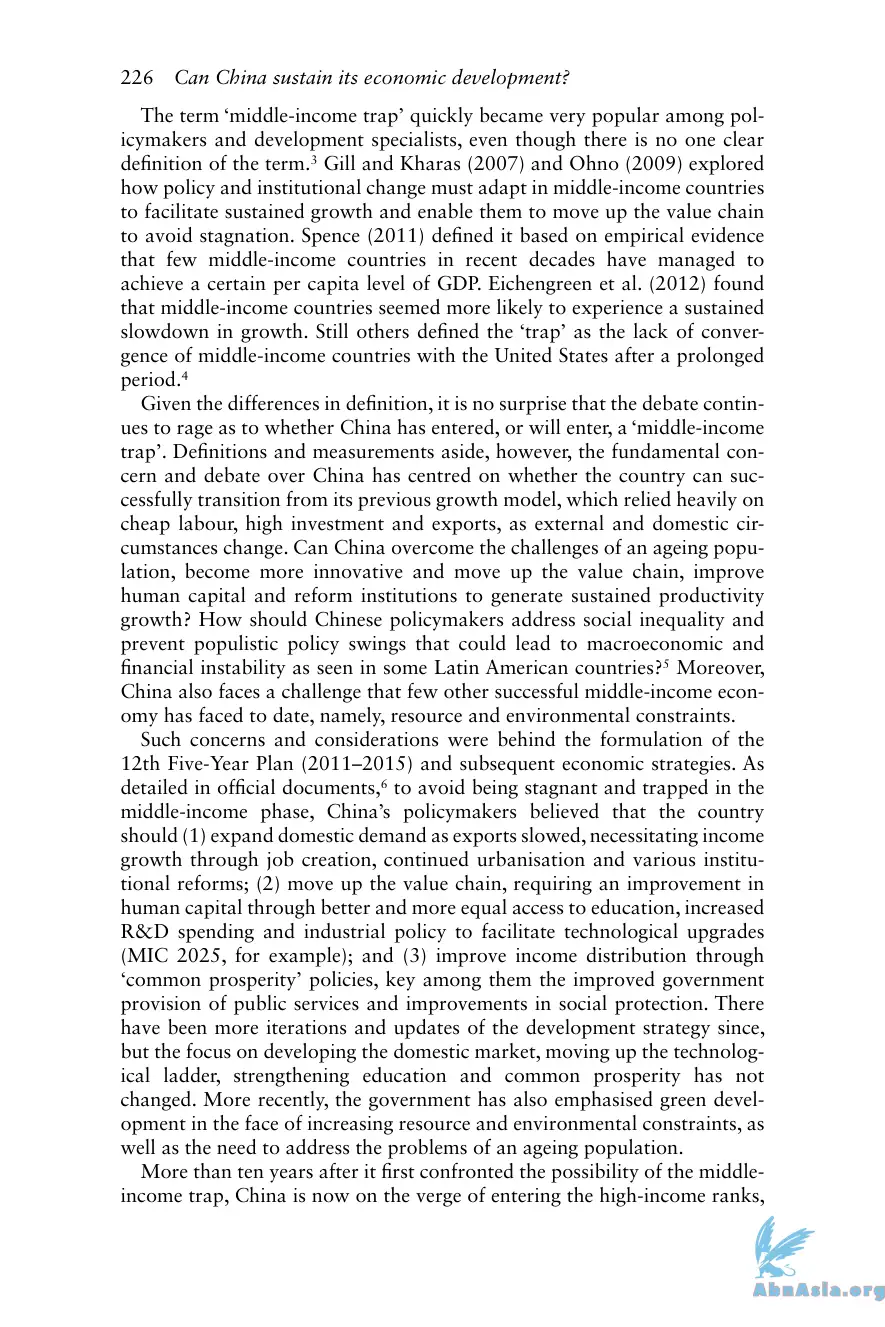 226 Can China sustain its economic development?
The term ‘middle-income trap’ quickly became very popular among pol-
icymakers and development specialists, even though there is no one clear
definition of the term.³ Gill and Kharas (2007) and Ohno (2009) explored
how policy and institutional change must adapt in middle-income countries
to facilitate sustained growth and enable them to move up the value chain
to avoid stagnation. Spence (2011) defined it based on empirical evidence
that few middle-income countries in recent decades have managed to
achieve a certain per capita level of GDP. Eichengreen et al. (2012) found
that middle-income countries seemed more likely to experience a sustained
slowdown in growth. Still others defined the ‘trap’ as the lack of conver-
gence of middle-income countries with the United States after a prolonged
period.⁴
Given the differences in definition, it is no surprise that the debate contin-
ues to rage as to whether China has entered, or will enter, a ‘middle-income
trap’. Definitions and measurements aside, however, the fundamental con-
cern and debate over China has centred on whether the country can suc-
cessfully transition from its previous growth model, which relied heavily on
cheap labour, high investment and exports, as external and domestic cir-
cumstances change. Can China overcome the challenges of an ageing popu-
lation, become more innovative and move up the value chain, improve
human capital and reform institutions to generate sustained productivity
growth? How should Chinese policymakers address social inequality and
prevent populistic policy swings that could lead to macroeconomic and
financial instability as seen in some Latin American countries?⁵ Moreover,
China also faces a challenge that few other successful middle-income econ-
omy has faced to date, namely, resource and environmental constraints.
Such concerns and considerations were behind the formulation of the
12th Five-Year Plan (2011–2015) and subsequent economic strategies. As
detailed in official documents,⁶ to avoid being stagnant and trapped in the
middle-income phase, China’s policymakers believed that the country
should (1) expand domestic demand as exports slowed, necessitating income
growth through job creation, continued urbanisation and various institu-
tional reforms; (2) move up the value chain, requiring an improvement in
human capital through better and more equal access to education, increased
R&D spending and industrial policy to facilitate technological upgrades
(MIC 2025, for example); and (3) improve income distribution through
‘common prosperity’ policies, key among them the improved government
provision of public services and improvements in social protection. There
have been more iterations and updates of the development strategy since,
but the focus on developing the domestic market, moving up the technolog-
ical ladder, strengthening education and common prosperity has not
changed. More recently, the government has also emphasised green devel-
opment in the face of increasing resource and environmental constraints, as
well as the need to address the problems of an ageing population.
More than ten years after it first confronted the possibility of the middle-
income trap, China is now on the verge of entering the high-income ranks,
AbnAsia.org